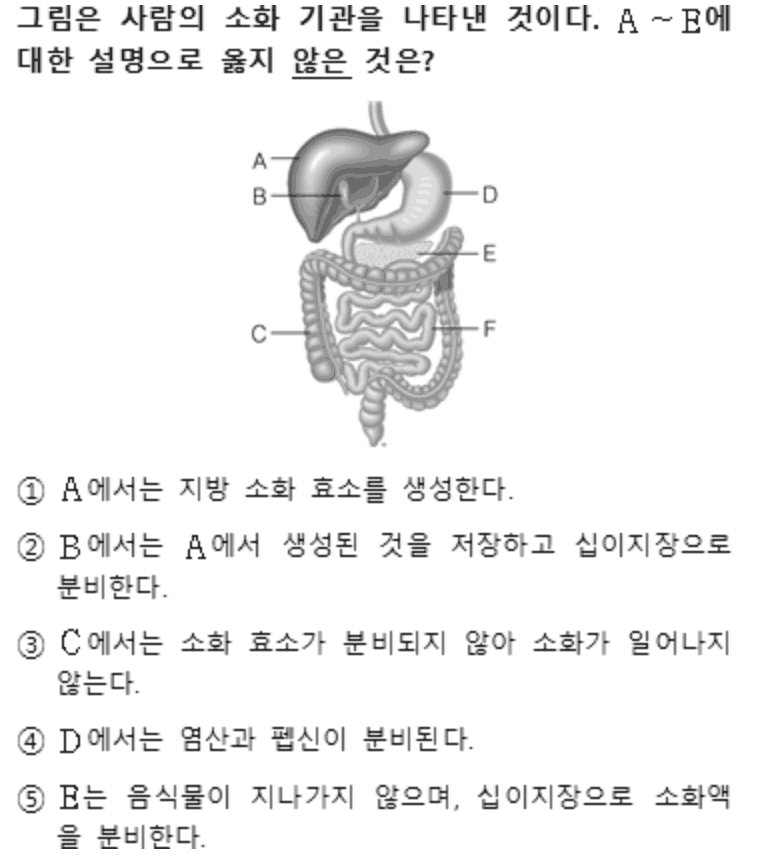 그림은 사람의 소화 기관을 나타낸 것이다. A ~ E에
대한 설명으로 옳지 않은 것은?
A
B
D
E
C
F
① A에서는 지방 소화 효소를 생성한다.
② B에서는 A에서 생성된 것을 저장하고 십이지장으로
분비한다.
③ C에서는 소화 효소가 분비되지 않아 소화가 일어나지
않는다.
④ D에서는 염산과 펩신이 분비된다.
⑤ E는 음식물이 지나가지 않으며, 십이지장으로 소화액
을 분비한다.